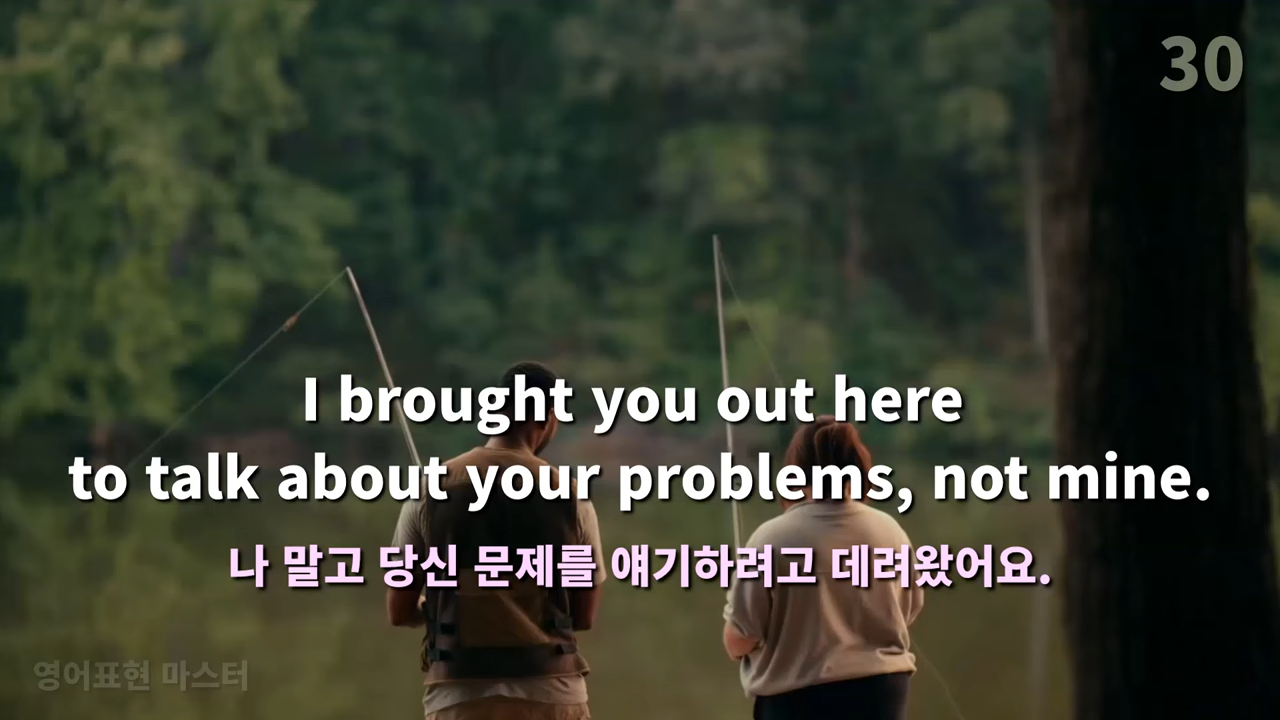 30
I brought you out here
to talk about your problems, not mine.
나 말고 당신 문제를 얘기하려고 데려왔어요.
영어표현 마스터